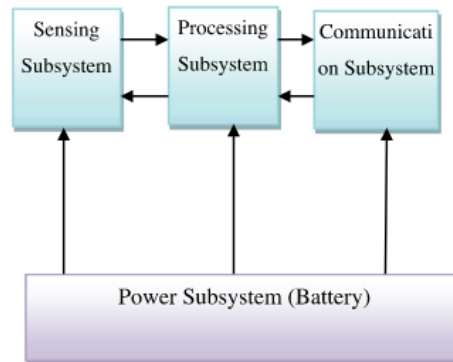 Sensing
Subsystem
Processing
Subsystem
Communicati
on Subsystem
Power Subsystem (Battery)